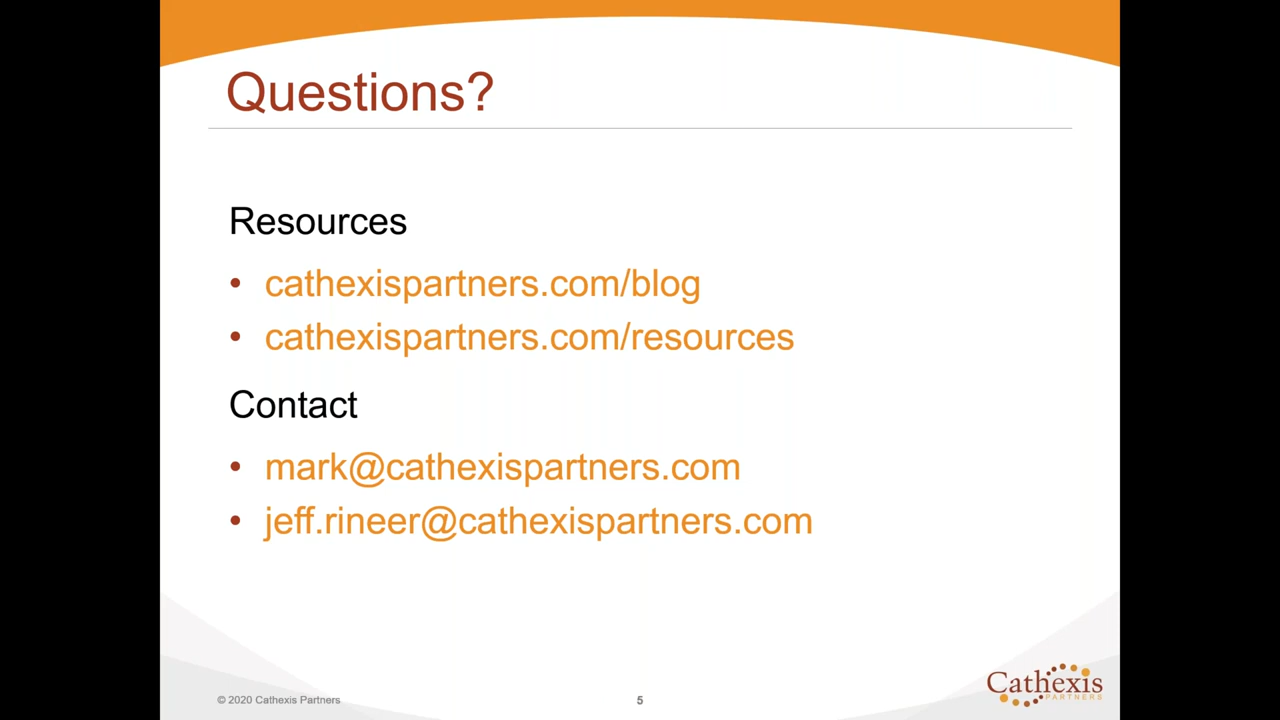 Questions?
Resources
• cathexispartners.com/blog
• cathexispartners.com/resources
Contact
• mark@cathexispartners.com
• jeff.rineer@cathexispartners.com
© 2020 Cathexis Partners
5
Cathexis
PARTNERS